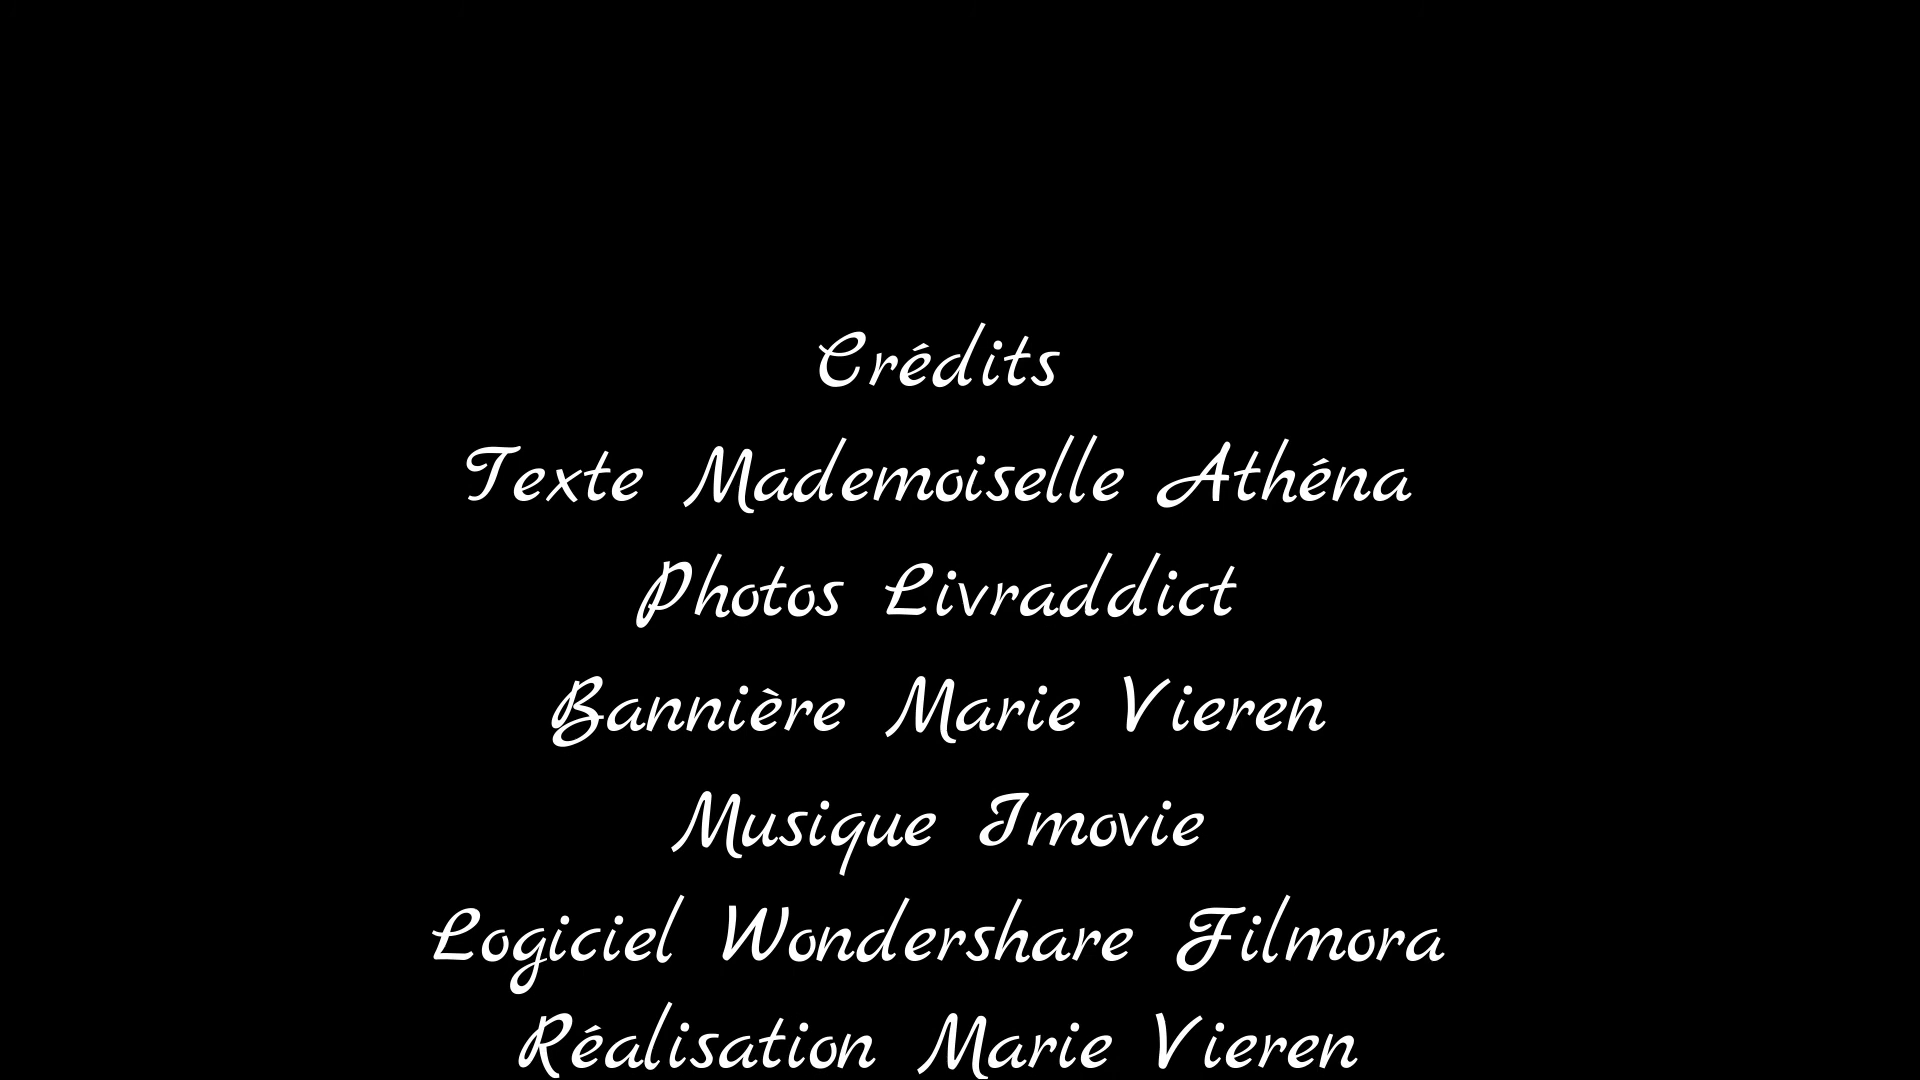 Crédits
Texte Mademoiselle Athéna
Photos Livraddict
Bannière Marie Vieren
Musique Imovie
Logiciel Wondershare Filmora
Réalisation Marie Vieren